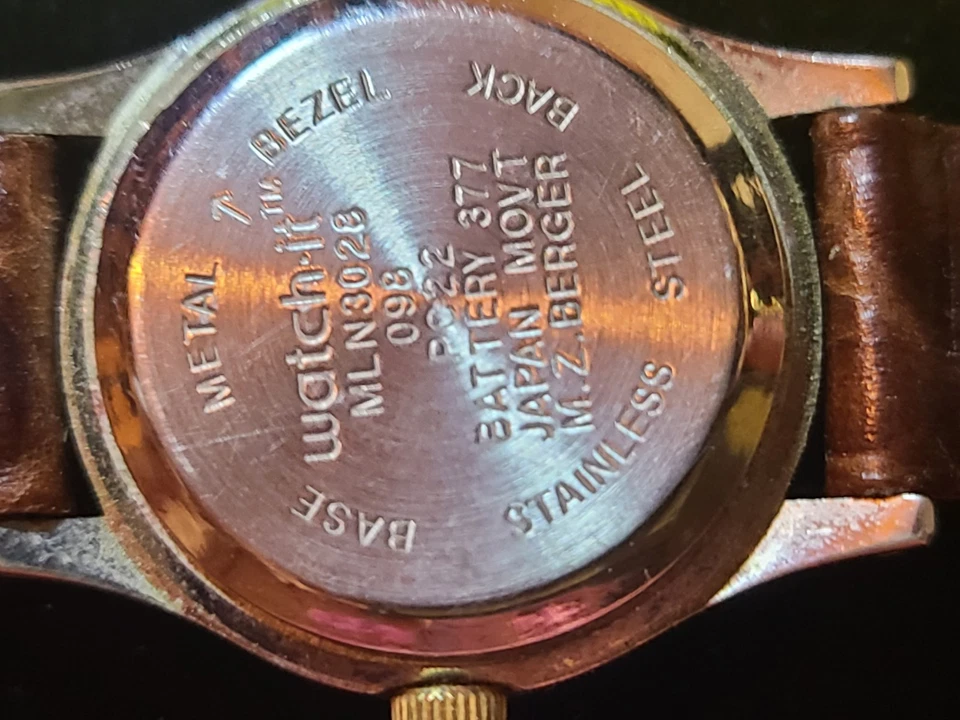 watch·it™
MLN3028
098
PC22
BATTERY 377
JAPAN MOVT
M.Z.BERGER
BASE METAL
BEZEL
STAINLESS STEEL BACK